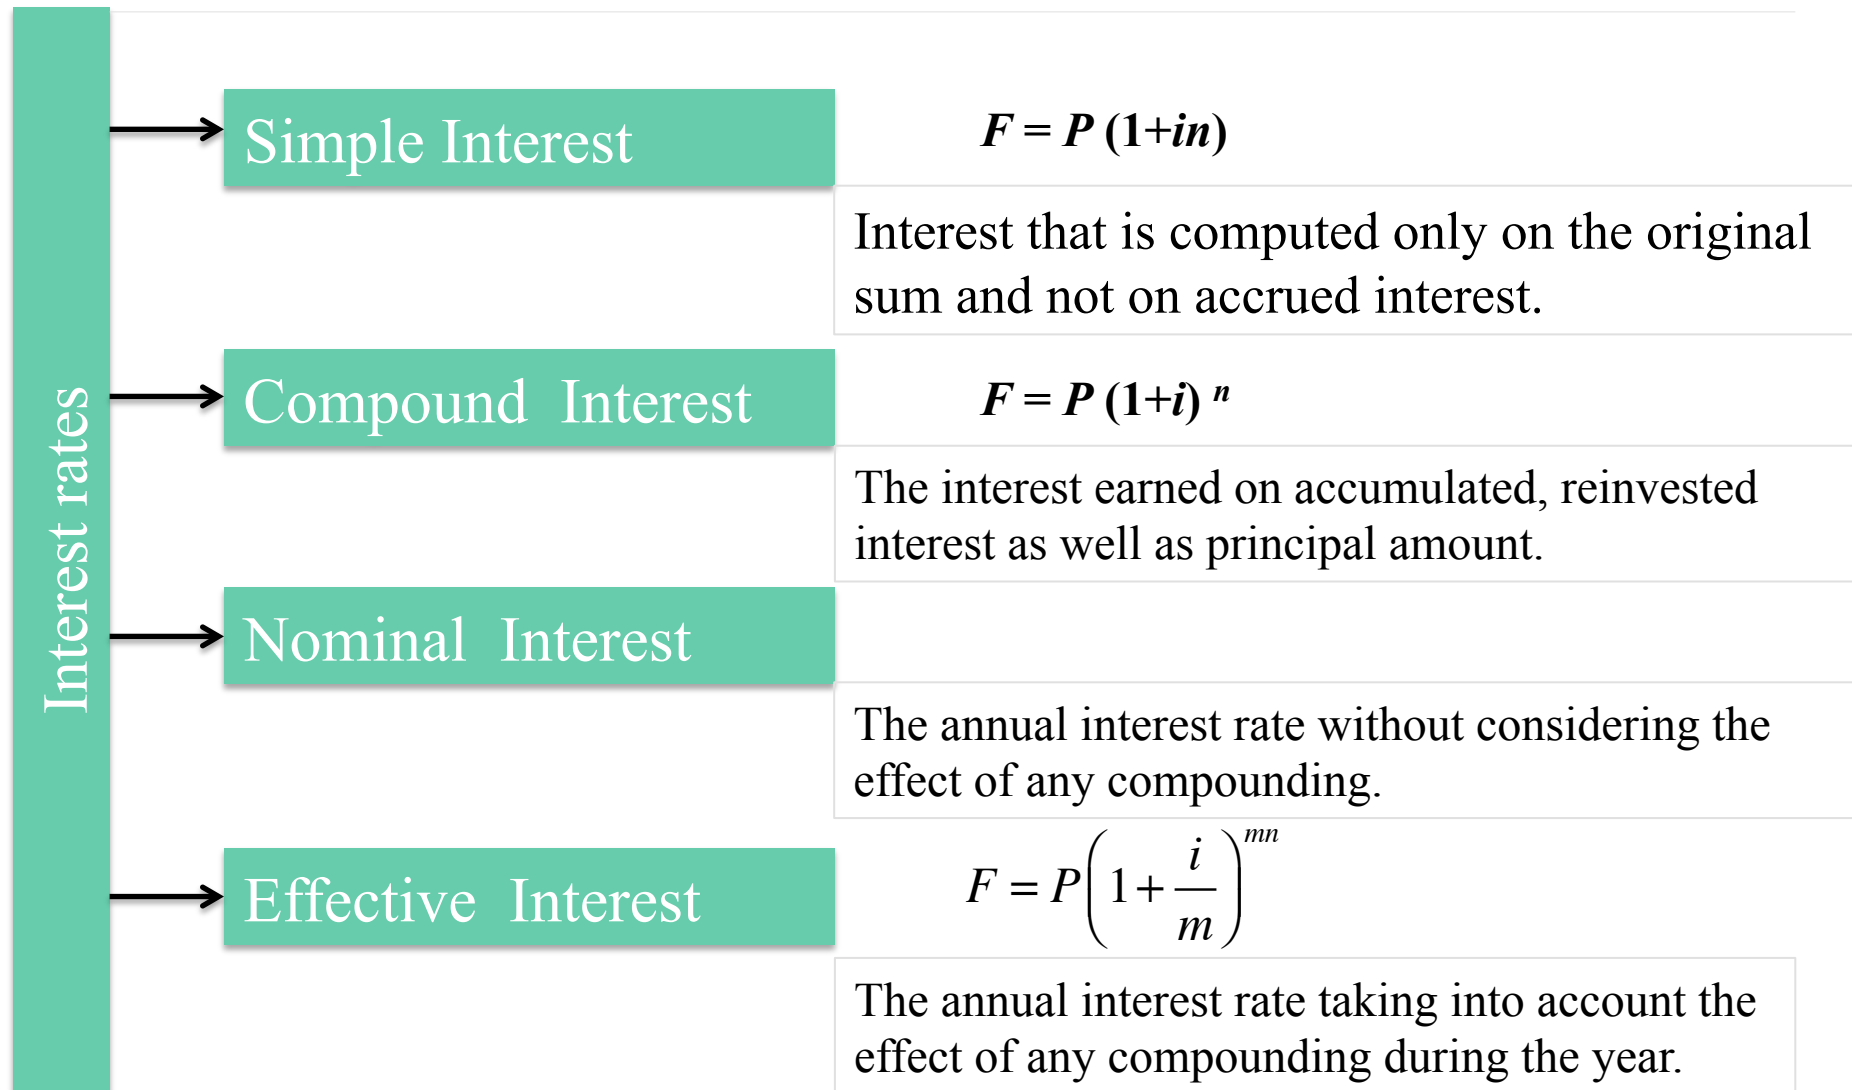 Interest rates
Simple Interest
F = P (1+in)
Interest that is computed only on the original
sum and not on accrued interest.
Compound Interest
F = P (1+i) ⁿ
The interest earned on accumulated, reinvested
interest as well as principal amount.
Nominal Interest
The annual interest rate without considering the
effect of any compounding.
Effective Interest
F = P(1 + i/m)^mn
The annual interest rate taking into account the
effect of any compounding during the year.